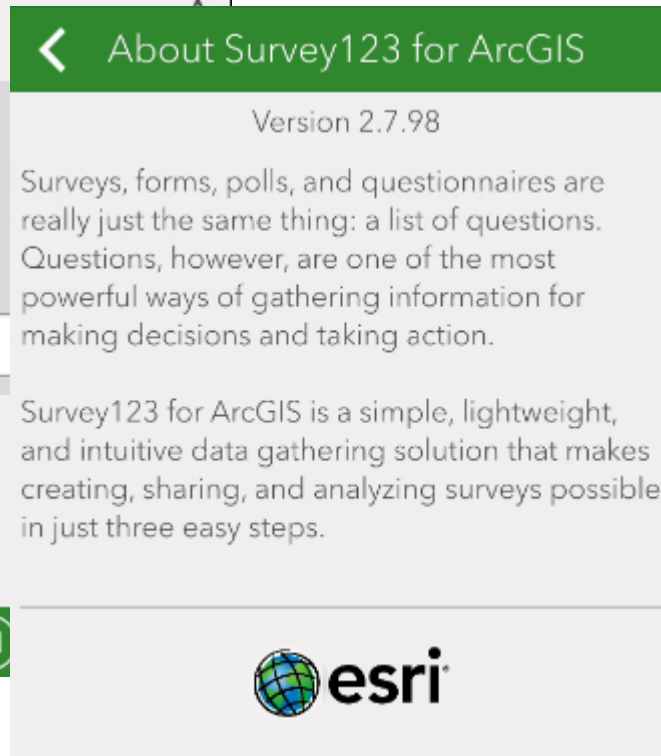 About Survey123 for ArcGIS
Version 2.7.98
Surveys, forms, polls, and questionnaires are
really just the same thing: a list of questions.
Questions, however, are one of the most
powerful ways of gathering information for
making decisions and taking action.
Survey123 for ArcGIS is a simple, lightweight,
and intuitive data gathering solution that makes
creating, sharing, and analyzing surveys possible
in just three easy steps.
esri